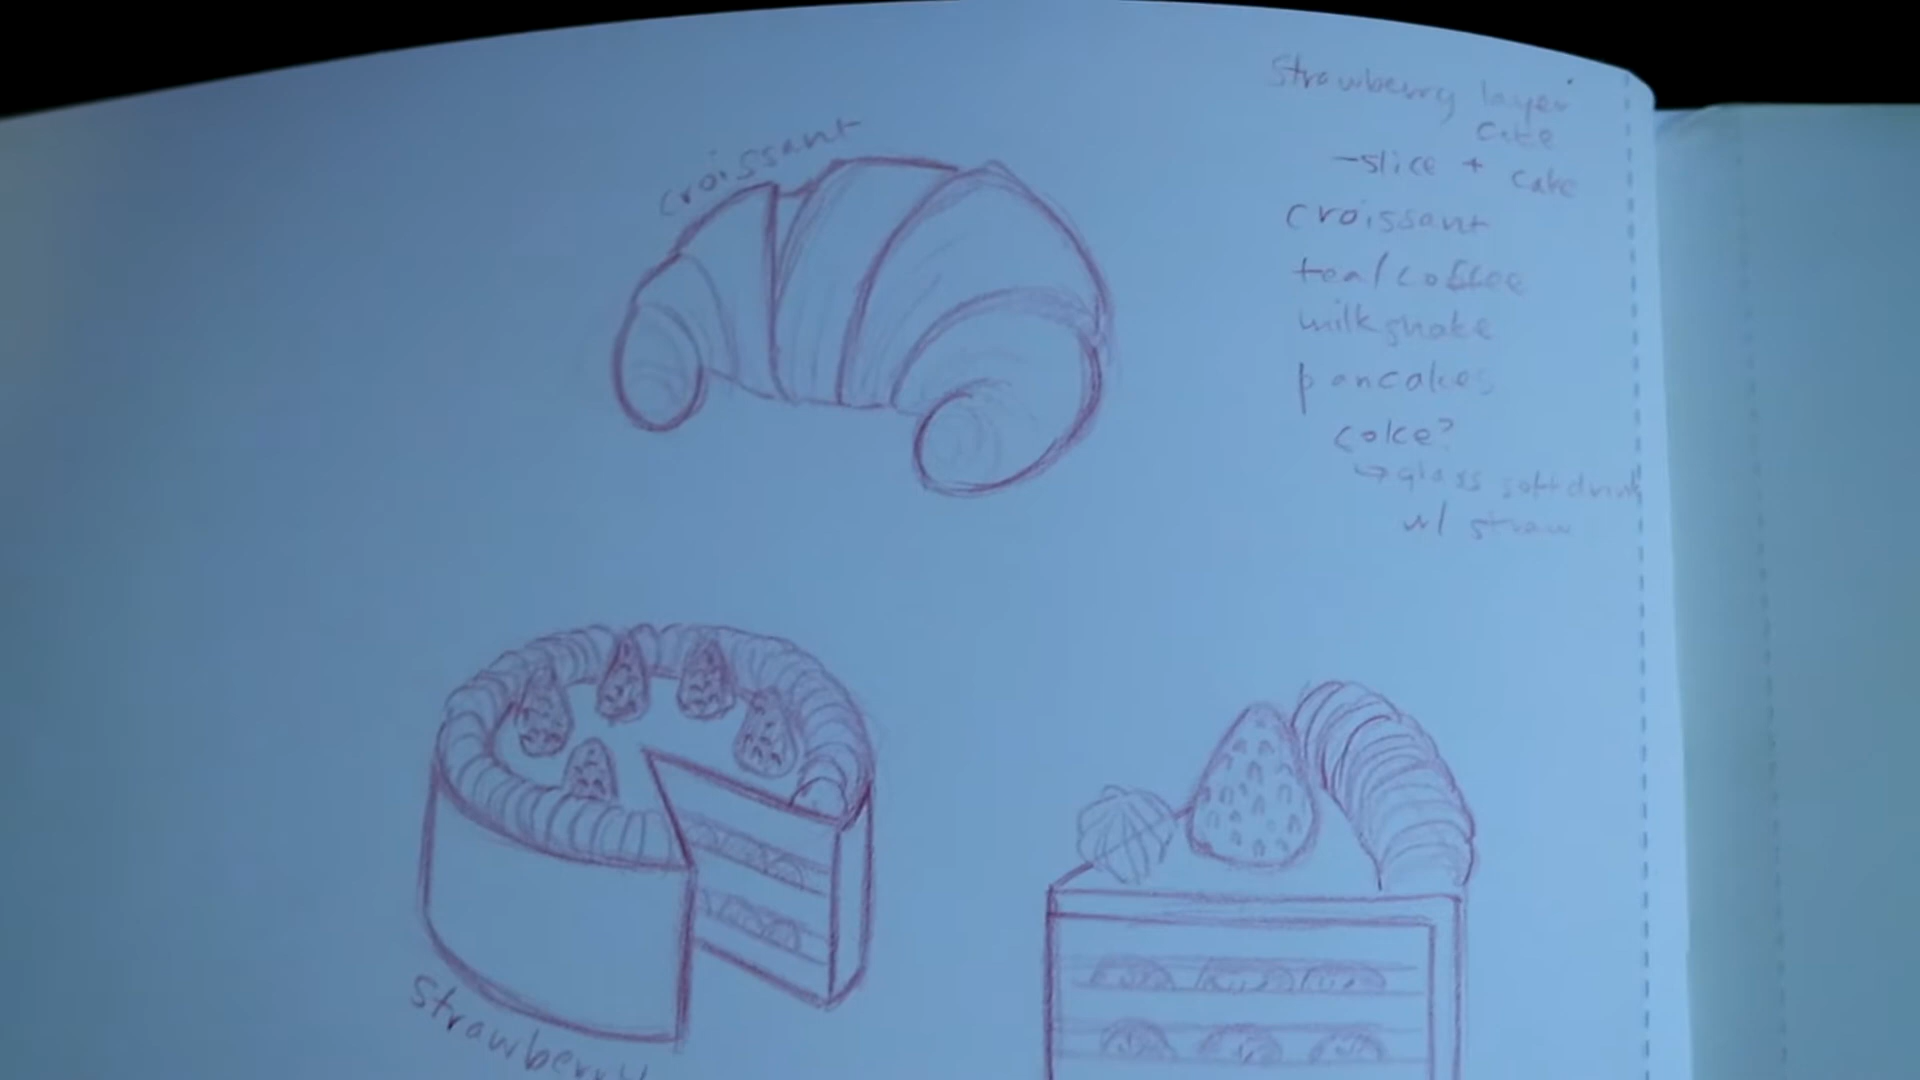 croissant
Strawberry layer
cake
-slice + cake
croissant
tea/coffee
milkshake
pancakes
coke?
↳ glass softdrink
w/ straw
strawberry